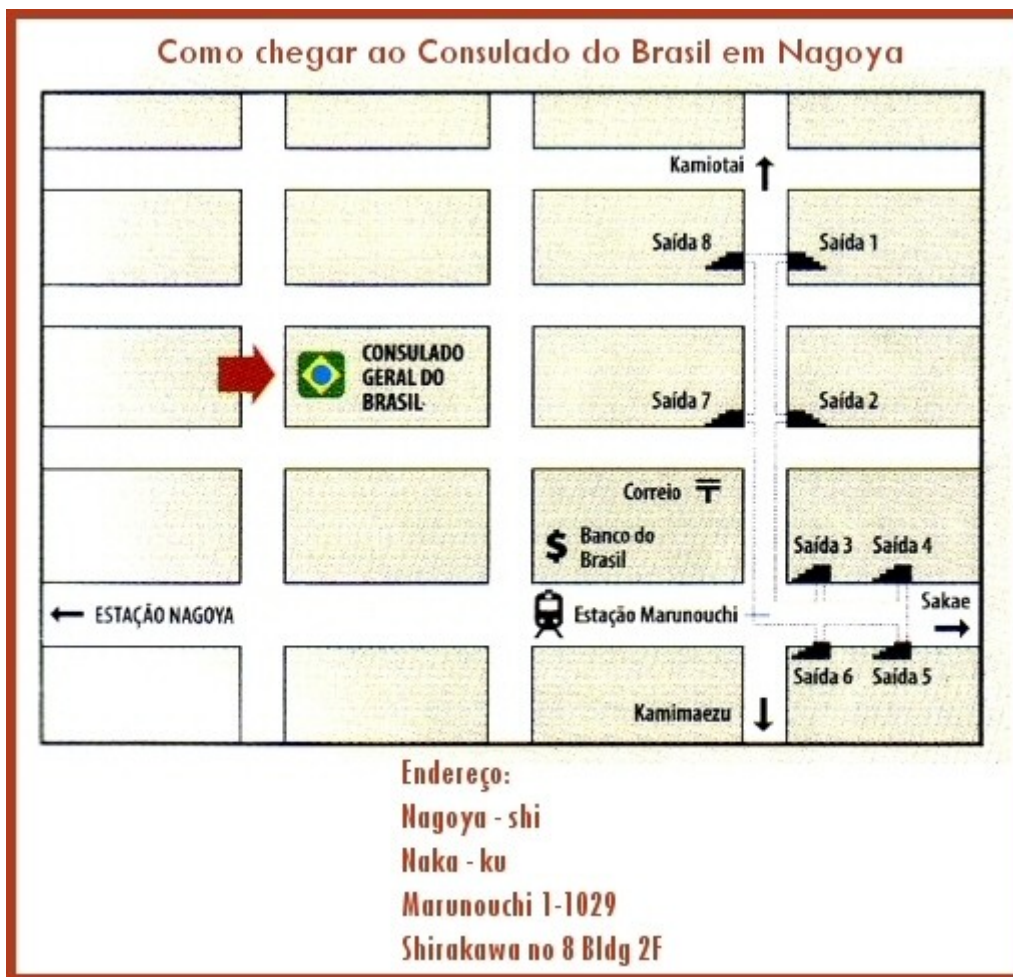 Como chegar ao Consulado do Brasil em Nagoya
Kamiotai
Saída 8
Saída 1
CONSULADO
GERAL DO
BRASIL
Saída 7
Saída 2
Correio
$ Banco do
Brasil
Saída 3
Saída 4
ESTAÇÃO NAGOYA
Estação Marunouchi
Sakae
Saída 6
Saída 5
Kamimaezu
Endereço:
Nagoya - shi
Naka - ku
Marunouchi 1-1029
Shirakawa no 8 Bldg 2F